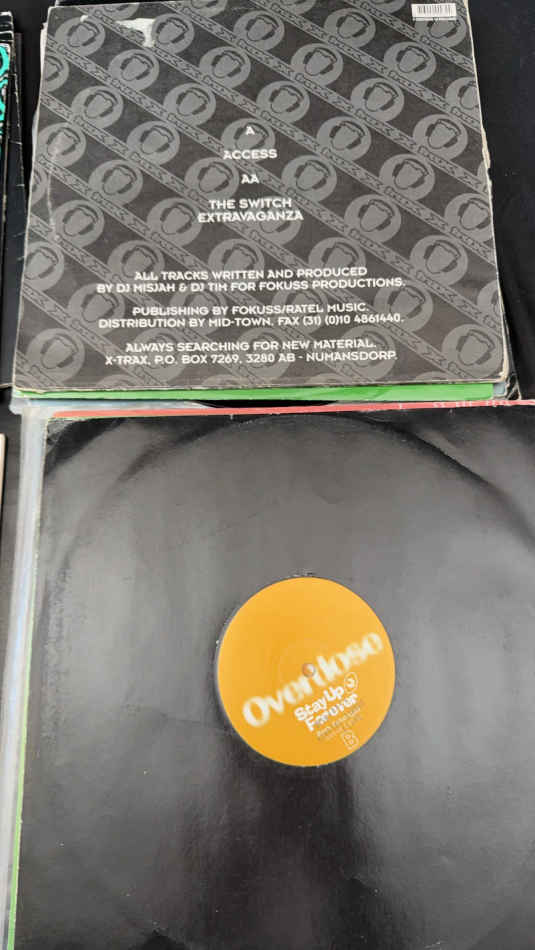 A
ACCESS
AA
THE SWITCH
EXTRAVAGANZA
ALL TRACKS WRITTEN AND PRODUCED
BY DJ MISJAH & DJ TIM FOR FOKUSS PRODUCTIONS.
PUBLISHING BY FOKUSS/RATEL MUSIC.
DISTRIBUTION BY MID-TOWN. FAX (31) (0)10 4861440.
ALWAYS SEARCHING FOR NEW MATERIAL.
X-TRAX, P.O. BOX 7269, 3280 AB - NUMANSDORP.
Overdose
Stay Up
Forever
B